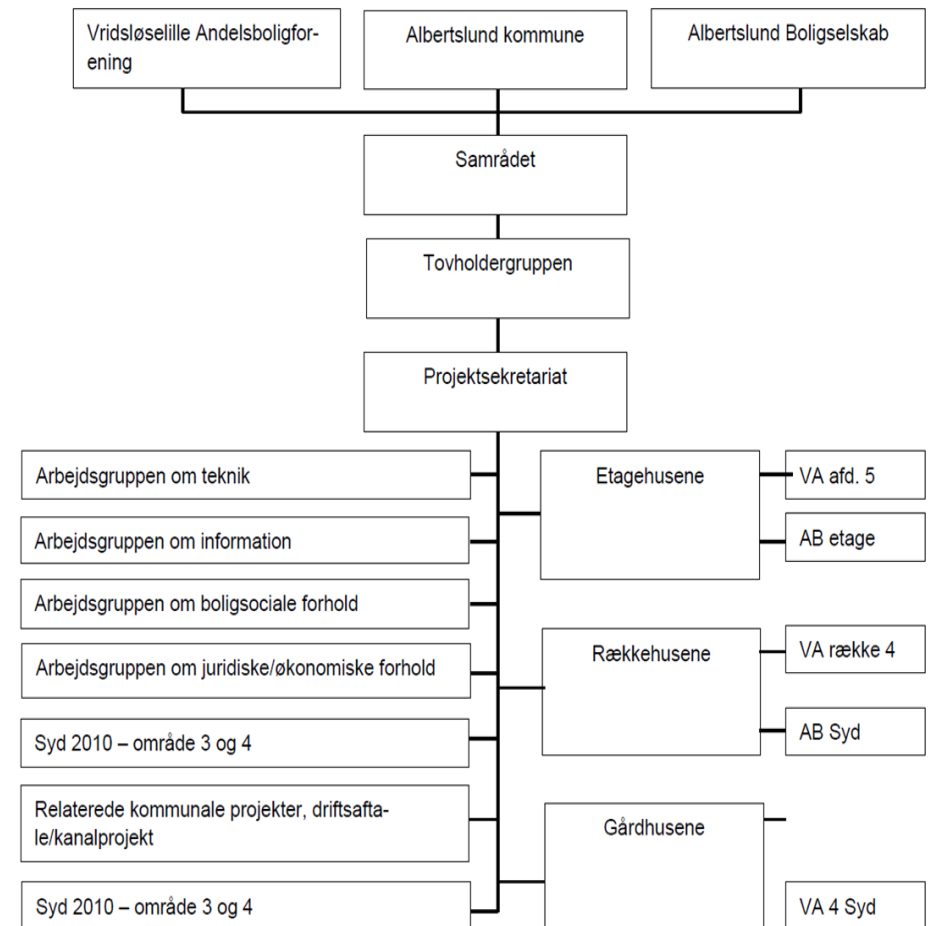 Vridsløselille Andelsboligfor-
ening
Albertslund kommune
Albertslund Boligselskab
Samrådet
Tovholdergruppen
Projektsekretariat
Arbejdsgruppen om teknik
Arbejdsgruppen om information
Arbejdsgruppen om boligsociale forhold
Arbejdsgruppen om juridiske/økonomiske forhold
Syd 2010 – område 3 og 4
Relaterede kommunale projekter, driftsafta-
le/kanalprojekt
Syd 2010 – område 3 og 4
Etagehusene
VA afd. 5
AB etage
Rækkehusene
VA række 4
AB Syd
Gårdhusene
VA 4 Syd